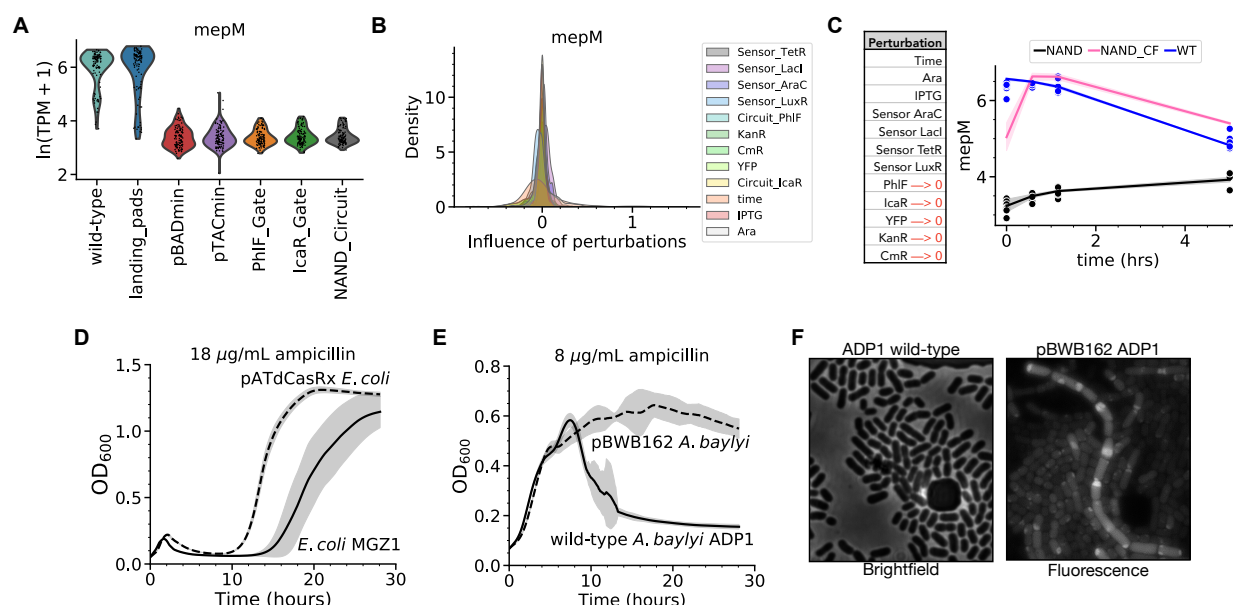 A
mepM
ln(TPM + 1)
6
4
2
wild-type
landing_pads
pBADmin
pTACmin
PhlF_Gate
IcaR_Gate
NAND_Circuit
B
mepM
Density
10
5
0
0
1
Influence of perturbations
Sensor_TetR
Sensor_LacI
Sensor_AraC
Sensor_LuxR
Circuit_PhlF
KanR
CmR
YFP
Circuit_IcaR
time
IPTG
Ara
C
Perturbation
Time
Ara
IPTG
Sensor AraC
Sensor LacI
Sensor TetR
Sensor LuxR
PhlF —> 0
IcaR —> 0
YFP —> 0
KanR —> 0
CmR —> 0
NAND NAND_CF WT
mepM
6
4
0 2 4
time (hrs)
D
18 μg/mL ampicillin
pATdCasRx E. coli
E. coli MGZ1
OD600
1.5
1.0
0.5
0.0
0 10 20 30
Time (hours)
E
8 μg/mL ampicillin
pBWB162 A. baylyi
wild-type A. baylyi ADP1
OD600
0.8
0.6
0.4
0.2
0.0
0 10 20 30
Time (hours)
F
ADP1 wild-type
Brightfield
pBWB162 ADP1
Fluorescence